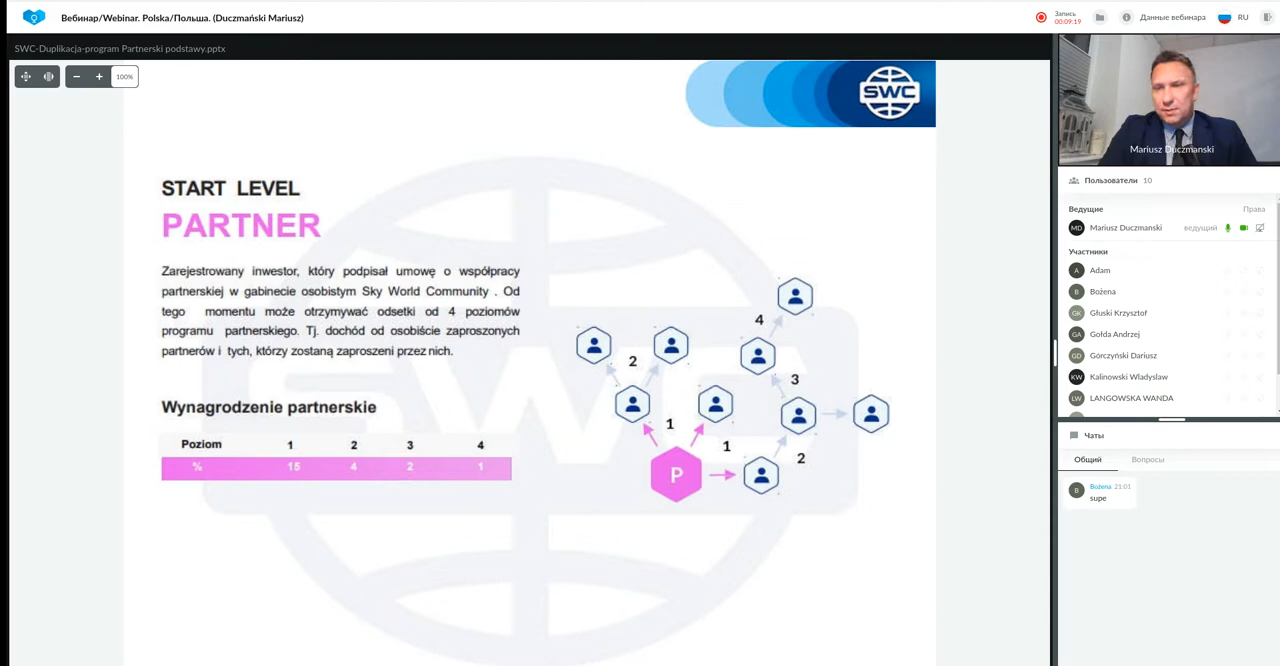 Вебинар/Webinar. Polska/Польша. (Duczmański Mariusz)
Запись
00:09:19
Данные вебинара
RU
SWC-Duplikacja-program Partnerski podstawy.pptx
100%
SWC
START LEVEL
PARTNER
Zarejestrowany inwestor, który podpisał umowę o współpracy
partnerskiej w gabinecie osobistym Sky World Community . Od
tego momentu może otrzymywać odsetki od 4 poziomów
programu partnerskiego. Tj. dochód od osobiście zaproszonych
partnerów i tych, którzy zostaną zaproszeni przez nich.
Wynagrodzenie partnerskie
Poziom 1 2 3 4
% 15 4 2 1
4
2
3
1
1
2
P
Mariusz Duczmanski
Пользователи 10
Ведущие Права
MD Mariusz Duczmanski ведущий
Участники
A Adam
B Bożena
GK Głuski Krzysztof
GA Gołda Andrzej
GD Górczyński Dariusz
KW Kalinowski Wladyslaw
LW LANGOWSKA WANDA
Чаты
Общий Вопросы
B Bożena 21:01
supe